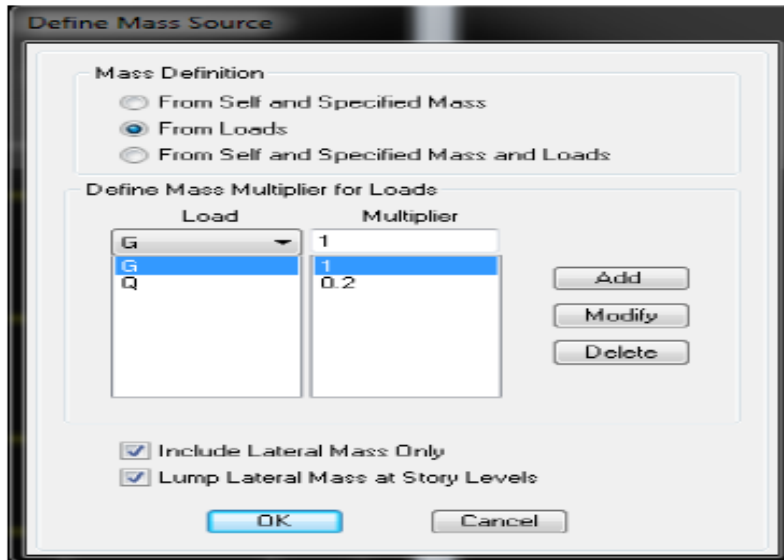 Define Mass Source
Mass Definition
From Self and Specified Mass
From Loads
From Self and Specified Mass and Loads
Define Mass Multiplier for Loads
Load Multiplier
G 1
G 1
Q 0.2
Add
Modify
Delete
Include Lateral Mass Only
Lump Lateral Mass at Story Levels
OK Cancel